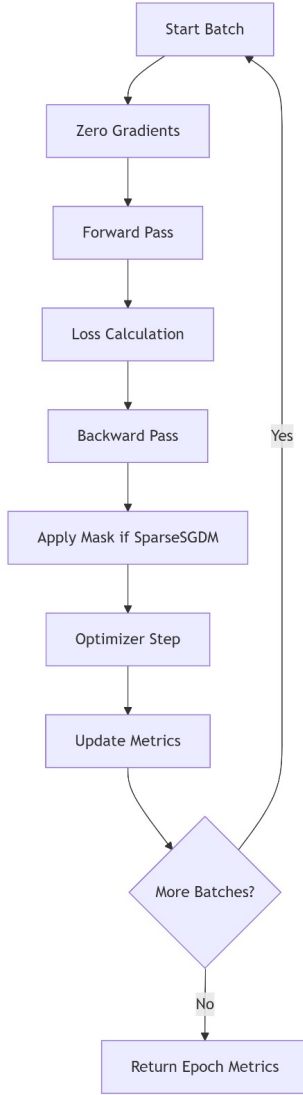 Start Batch
Zero Gradients
Forward Pass
Loss Calculation
Backward Pass
Apply Mask if SparseSGDM
Optimizer Step
Update Metrics
More Batches?
Yes
No
Return Epoch Metrics